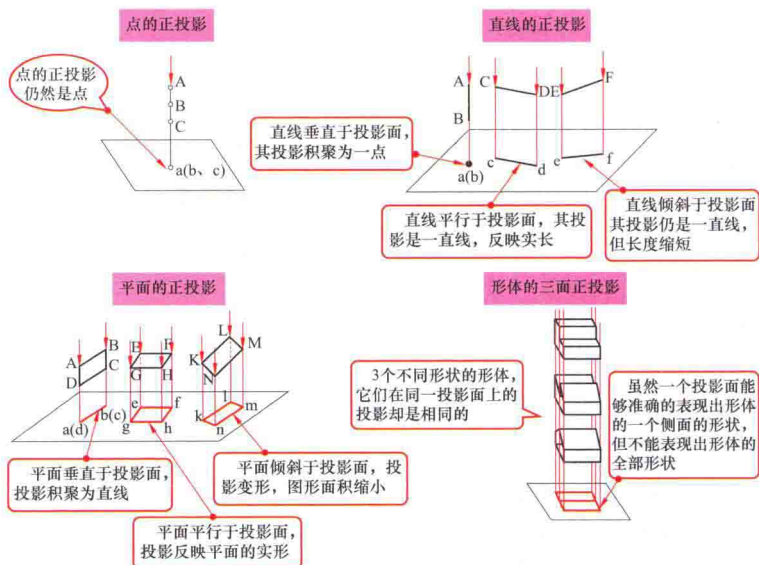 点的正投影
点的正投影
仍然是点
A
B
C
a(b、c)
直线的正投影
A
B
C
D
E
F
a(b)
c
d
e
f
直线垂直于投影面，
其投影积聚为一点
直线平行于投影面，其投
影是一直线，反映实长
直线倾斜于投影面
其投影仍是一直线，
但长度缩短
平面的正投影
A
B
C
D
E
F
G
H
K
L
M
N
a(d)
b(c)
e
f
g
h
k
l
m
n
平面垂直于投影面，
投影积聚为直线
平面倾斜于投影面，投
影变形，图形面积缩小
平面平行于投影面，
投影反映平面的实形
形体的三面正投影
3个不同形状的形体，
它们在同一投影面上的
投影却是相同的
虽然一个投影面能
够准确的表现出形体
的一个侧面的形状，
但不能表现出形体的
全部形状